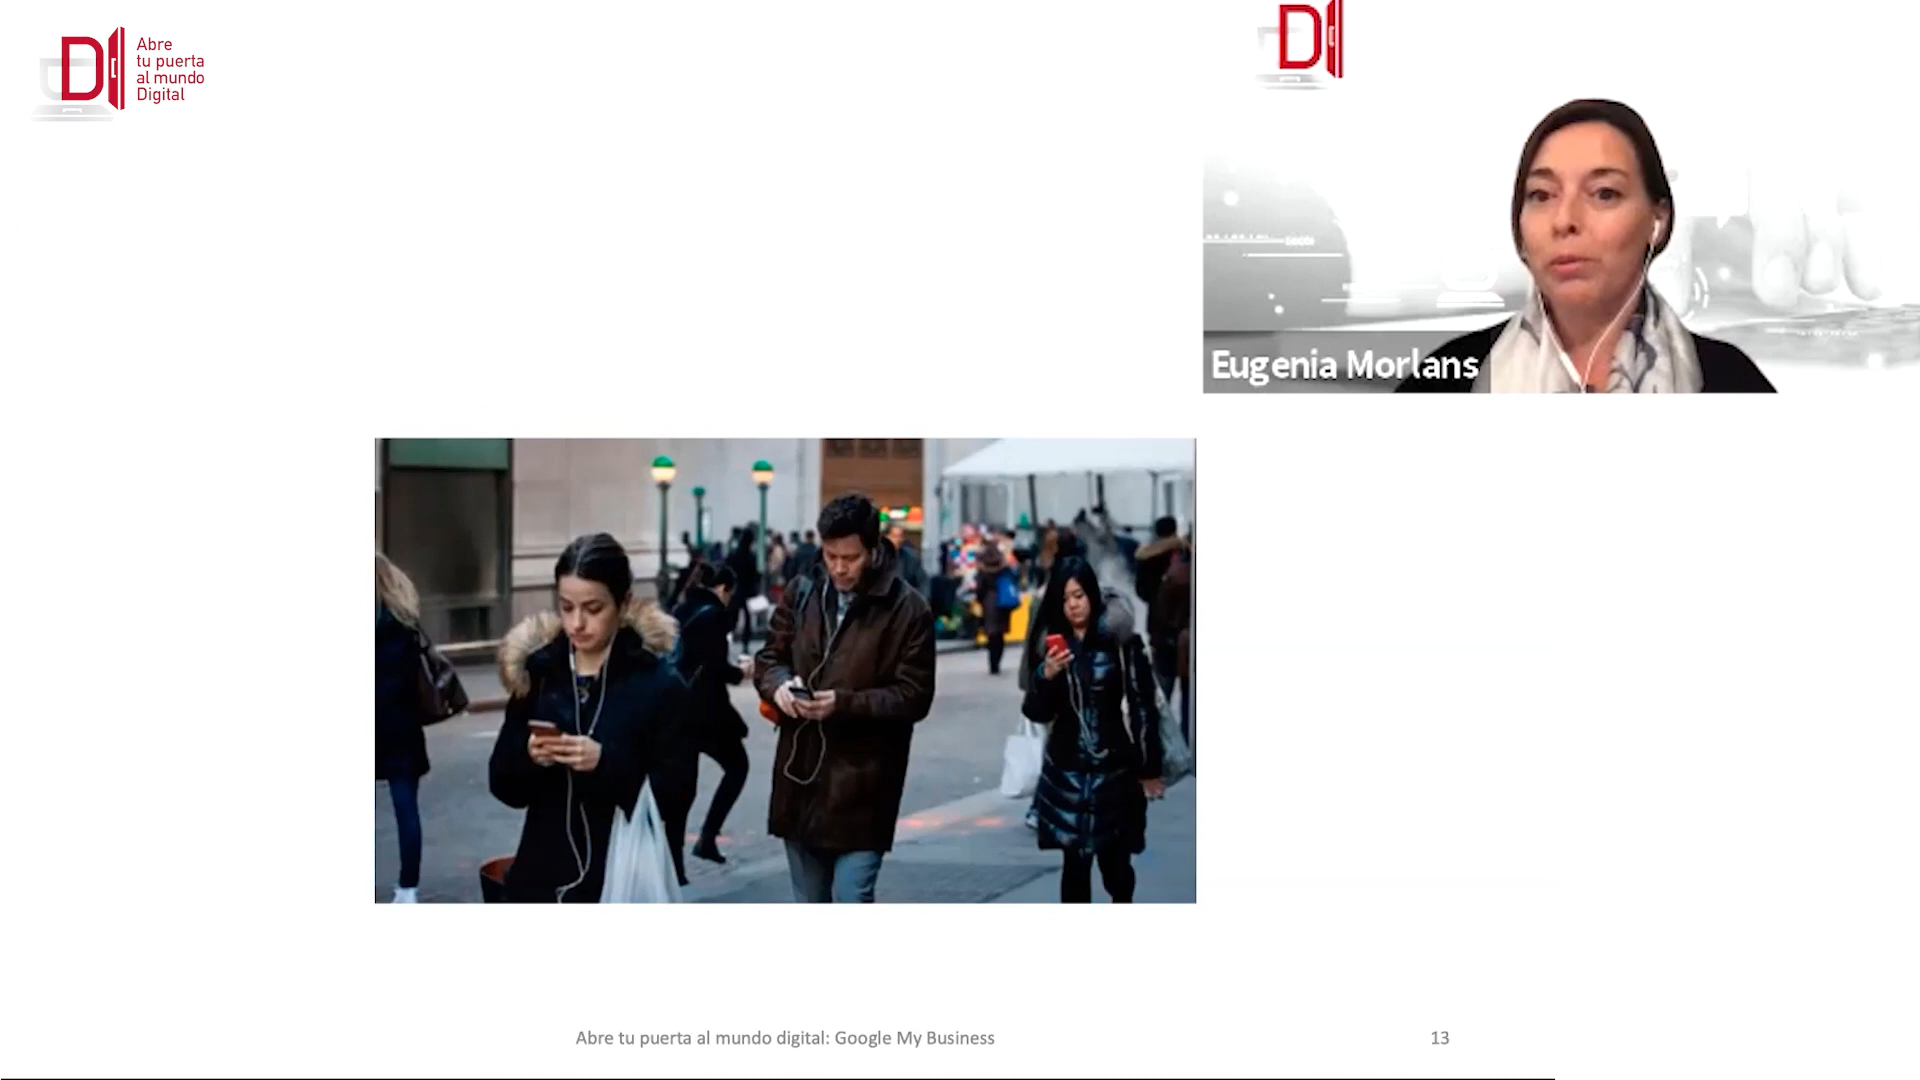 Abre
tu puerta
al mundo
Digital
Eugenia Morlans
Abre tu puerta al mundo digital: Google My Business
13